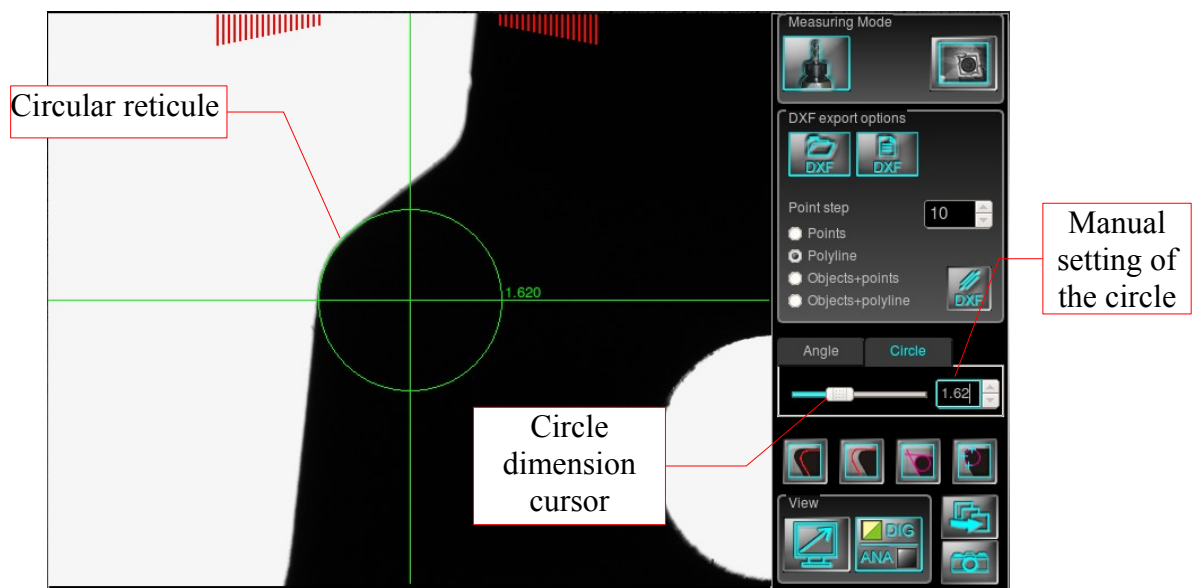 Measuring Mode
Circular reticule
DXF export options
DXF DXF
Point step 10
Points
Polyline
Objects+points
Objects+polyline
DXF
Manual
setting of
the circle
1.620
Angle Circle
1.62
Circle
dimension
cursor
View
DIG
ANA